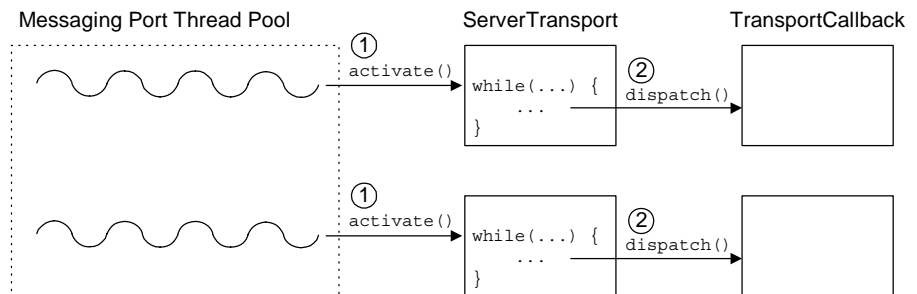 Messaging Port Thread Pool
ServerTransport
TransportCallback
1
activate()
while(...) {
...
}
2
dispatch()
1
activate()
while(...) {
...
}
2
dispatch()